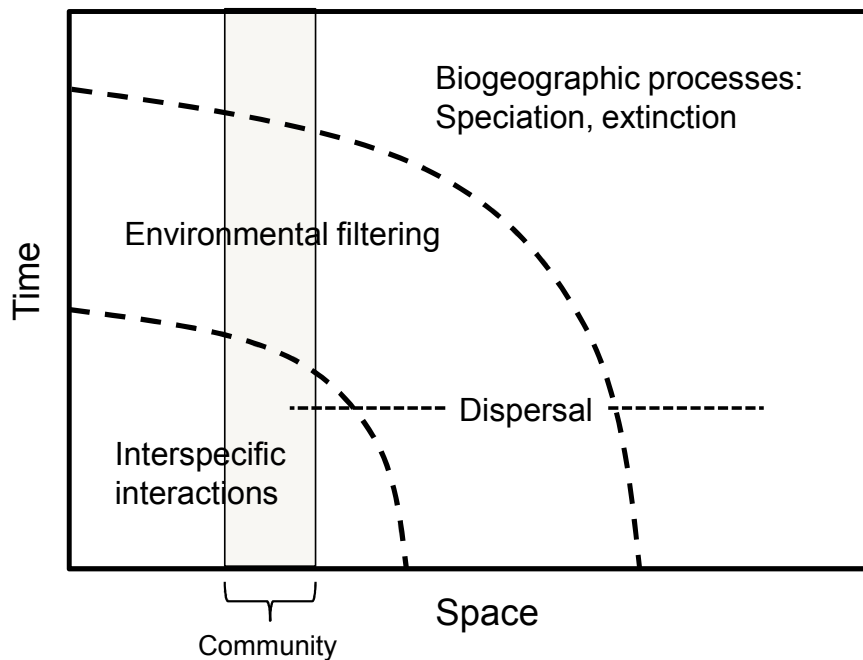 Biogeographic processes:
Speciation, extinction
Environmental filtering
Time
Dispersal
Interspecific
interactions
Space
Community